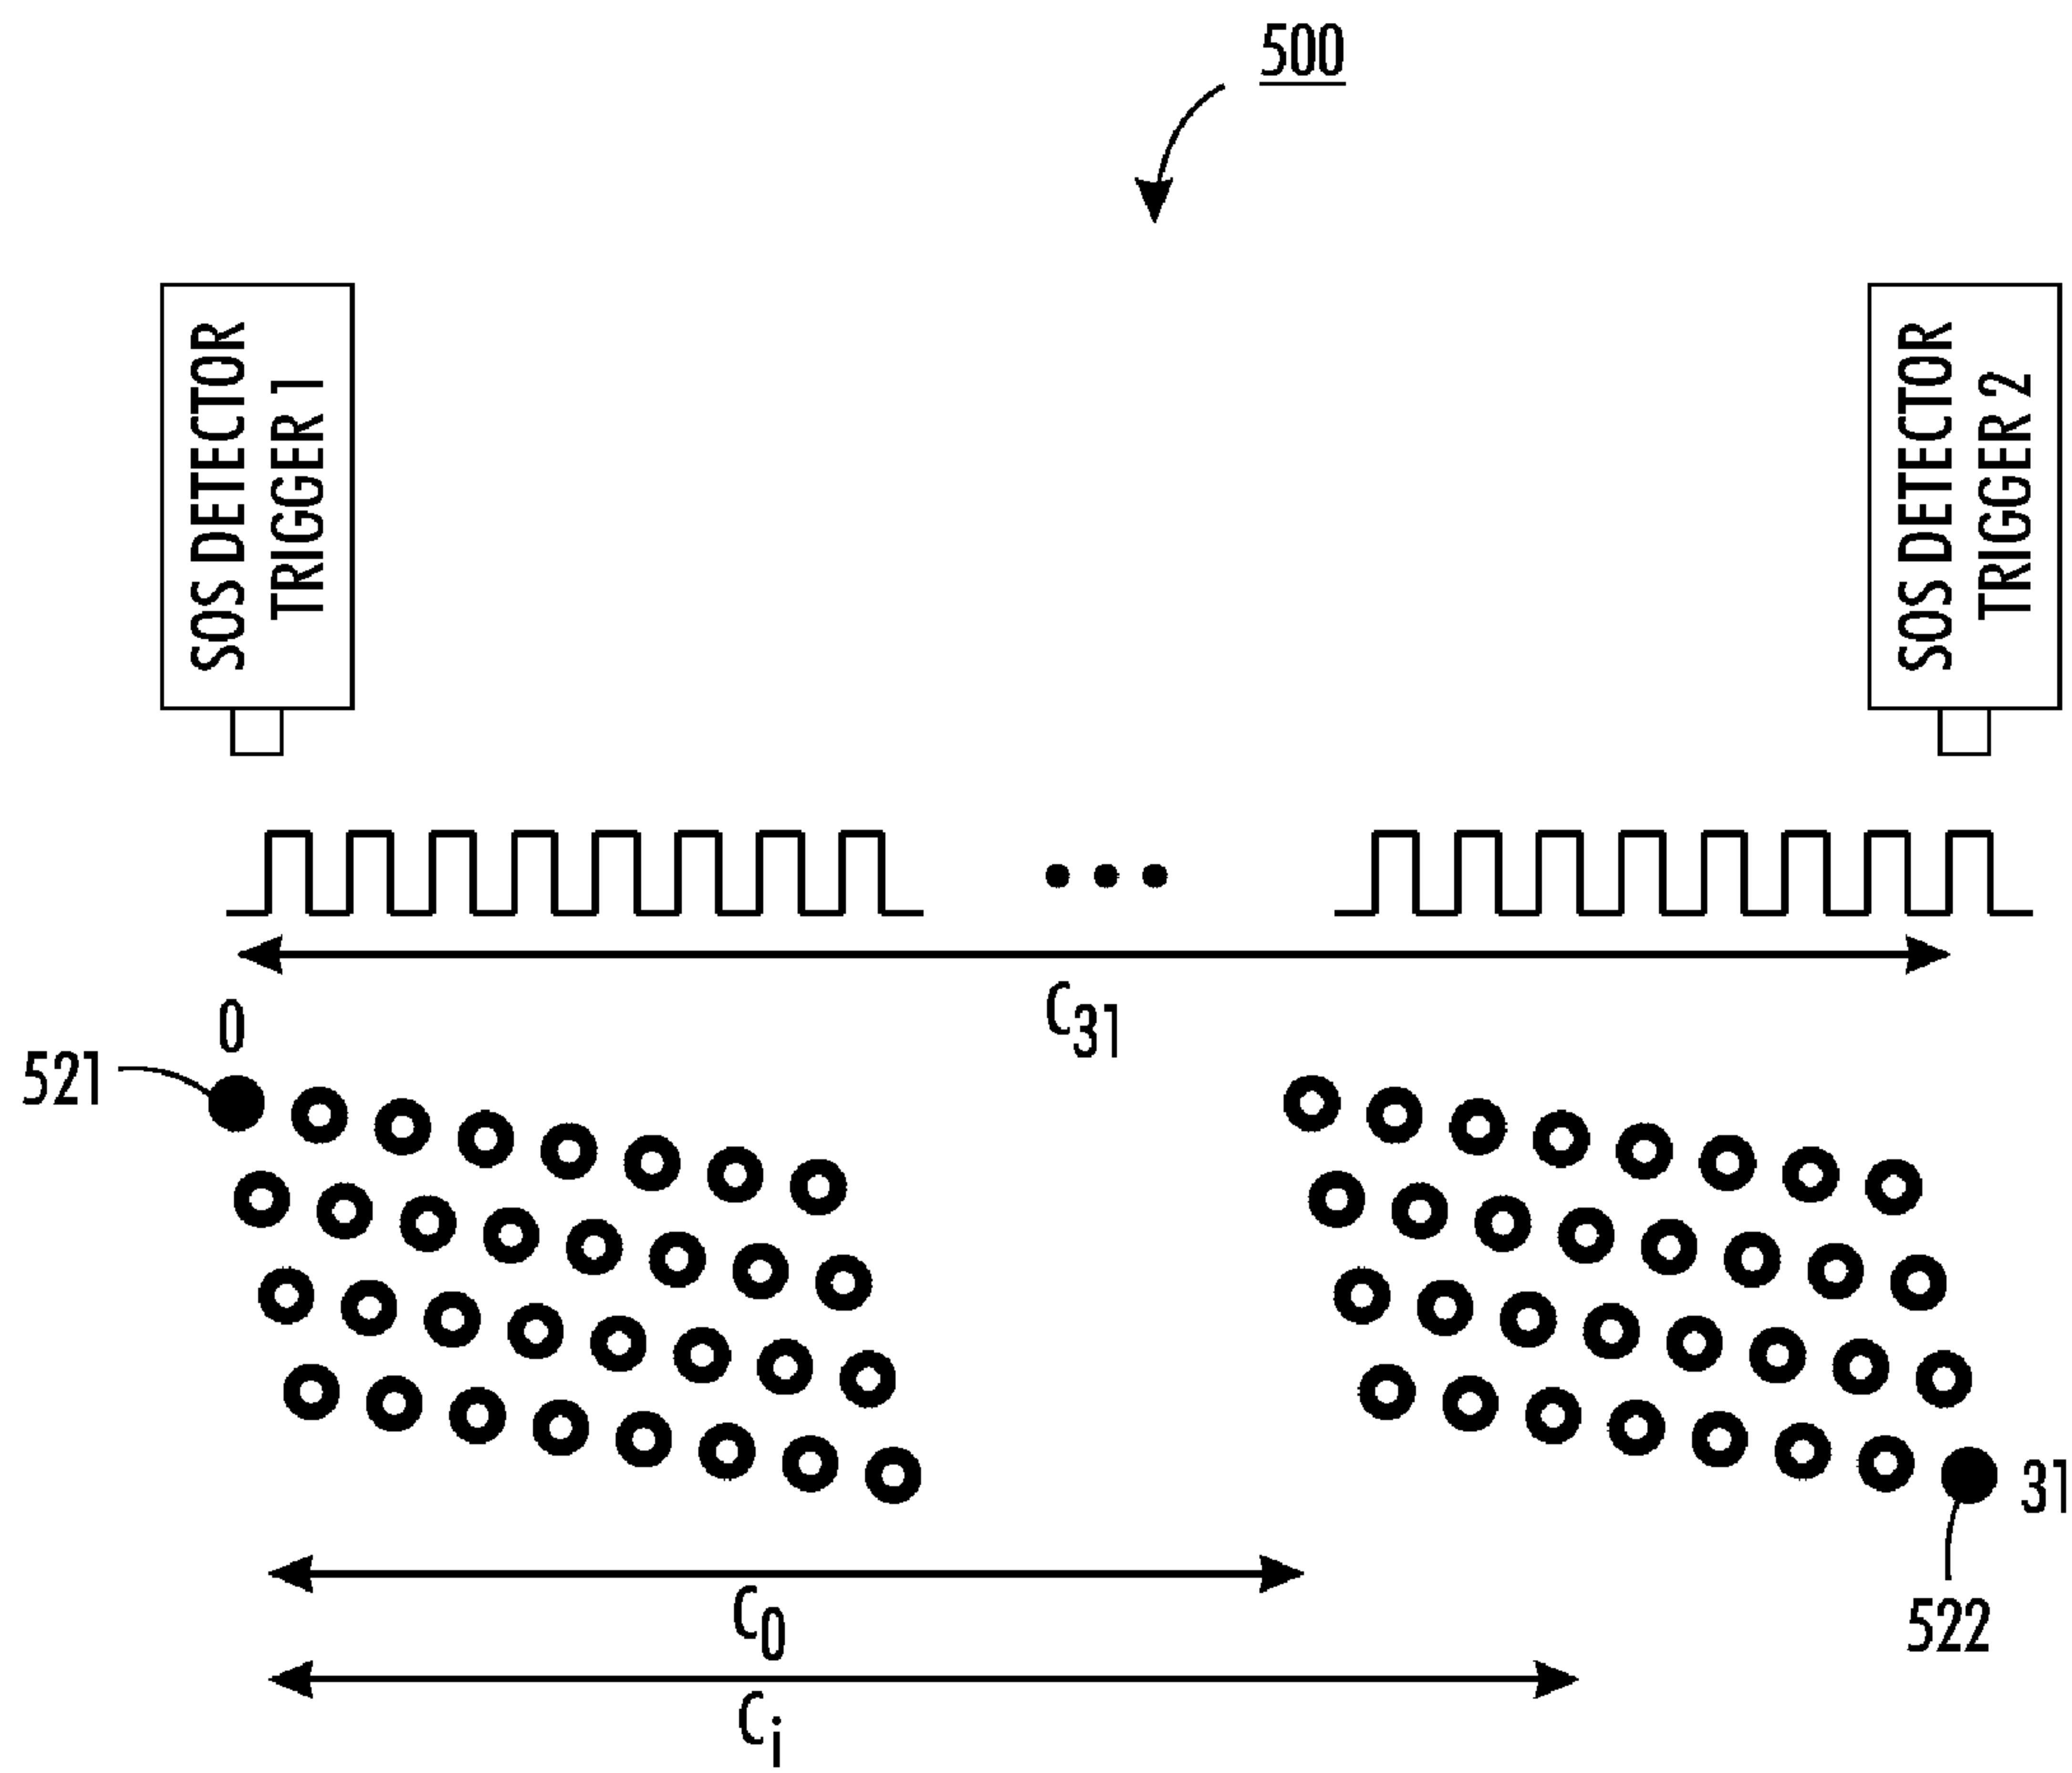 500
SOS DETECTOR
TRIGGER 1
SOS DETECTOR
TRIGGER 2
C31
0
521
31
522
C0
Ci